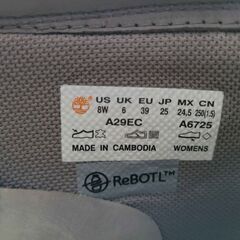 US UK EU JP MX CN
8W 6 39 25 24,5 250(1.5)
A29EC A6725
MADE IN CAMBODIA WOMENS
ReBOTL™